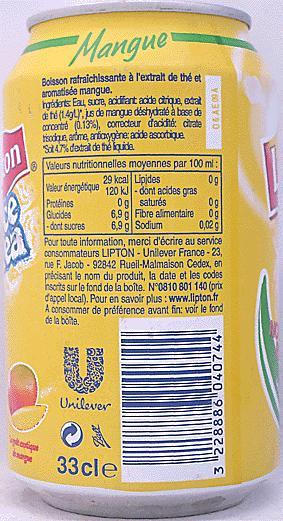 Mangue
Boisson rafraîchissante à l'extrait de thé et
aromatisée mangue.
Ingrédients: Eau, sucre, acidifiant: acide citrique, extrait
de thé (1,4g/L)*, jus de mangue déshydraté à base de
concentré (0,13%), correcteur d'acidité: citrate
trisodique, arôme, antioxygène: acide ascorbique.
*Soit 4,7% d'extrait de thé liquide.
Valeurs nutritionnelles moyennes par 100 ml :
Valeur énergétique 29 kcal 120 kJ
Protéines 0 g
Glucides 6,9 g
- dont sucres 6,9 g
Lipides 0 g
- dont acides gras
saturés 0 g
Fibre alimentaire 0 g
Sodium 0,02 g
Pour toute information, merci d'écrire au service
consommateurs LIPTON - Unilever France - 23,
rue F. Jacob - 92842 Rueil-Malmaison Cedex, en
précisant le nom du produit, la date et les codes
inscrits sur le fond de la boîte. N°0810 601 140 (prix
d'appel local). Pour en savoir plus : www.lipton.fr
A consommer de préférence avant fin: voir le fond
de la boîte.
Unilever
33cl e
3 228886 040744